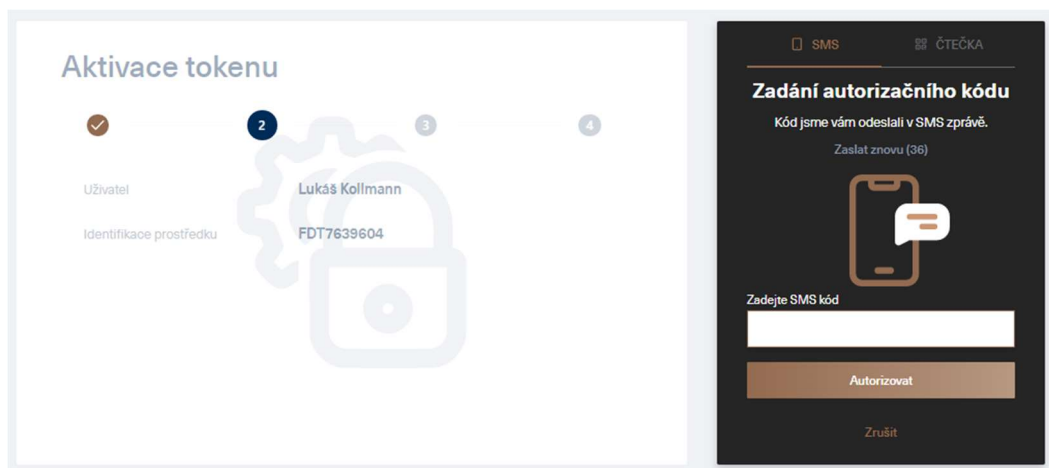 Aktivace tokenu
2
3
4
Uživatel
Lukáš Kollmann
Identifikace prostředku
FDT7639604
SMS
ČTEČKA
Zadání autorizačního kódu
Kód jsme vám odeslali v SMS zprávě.
Zaslat znovu (36)
Zadejte SMS kód
Autorizovat
Zrušit